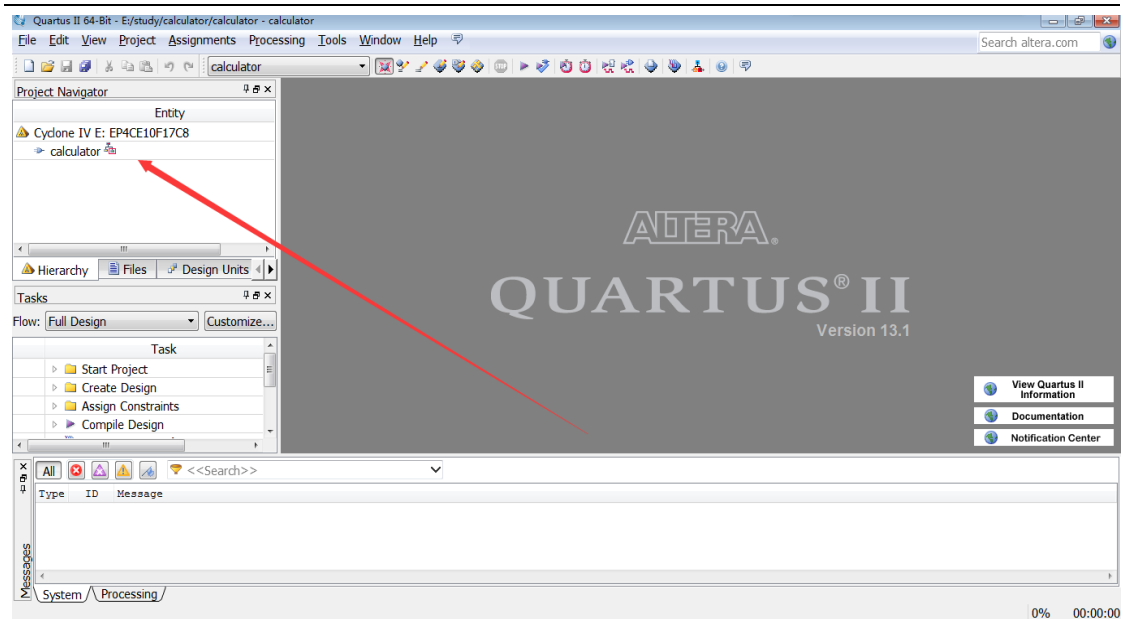 Quartus II 64-Bit - E:/study/calculator/calculator - calculator
File Edit View Project Assignments Processing Tools Window Help
Search altera.com
calculator
Project Navigator
Entity
Cyclone IV E: EP4CE10F17C8
calculator
Hierarchy Files Design Units
Tasks
Flow: Full Design Customize...
Task
Start Project
Create Design
Assign Constraints
Compile Design
ALTERA®
QUARTUS® II
Version 13.1
View Quartus II
Information
Documentation
Notification Center
All <<Search>>
Type ID Message
Messages
System Processing
0% 00:00:00